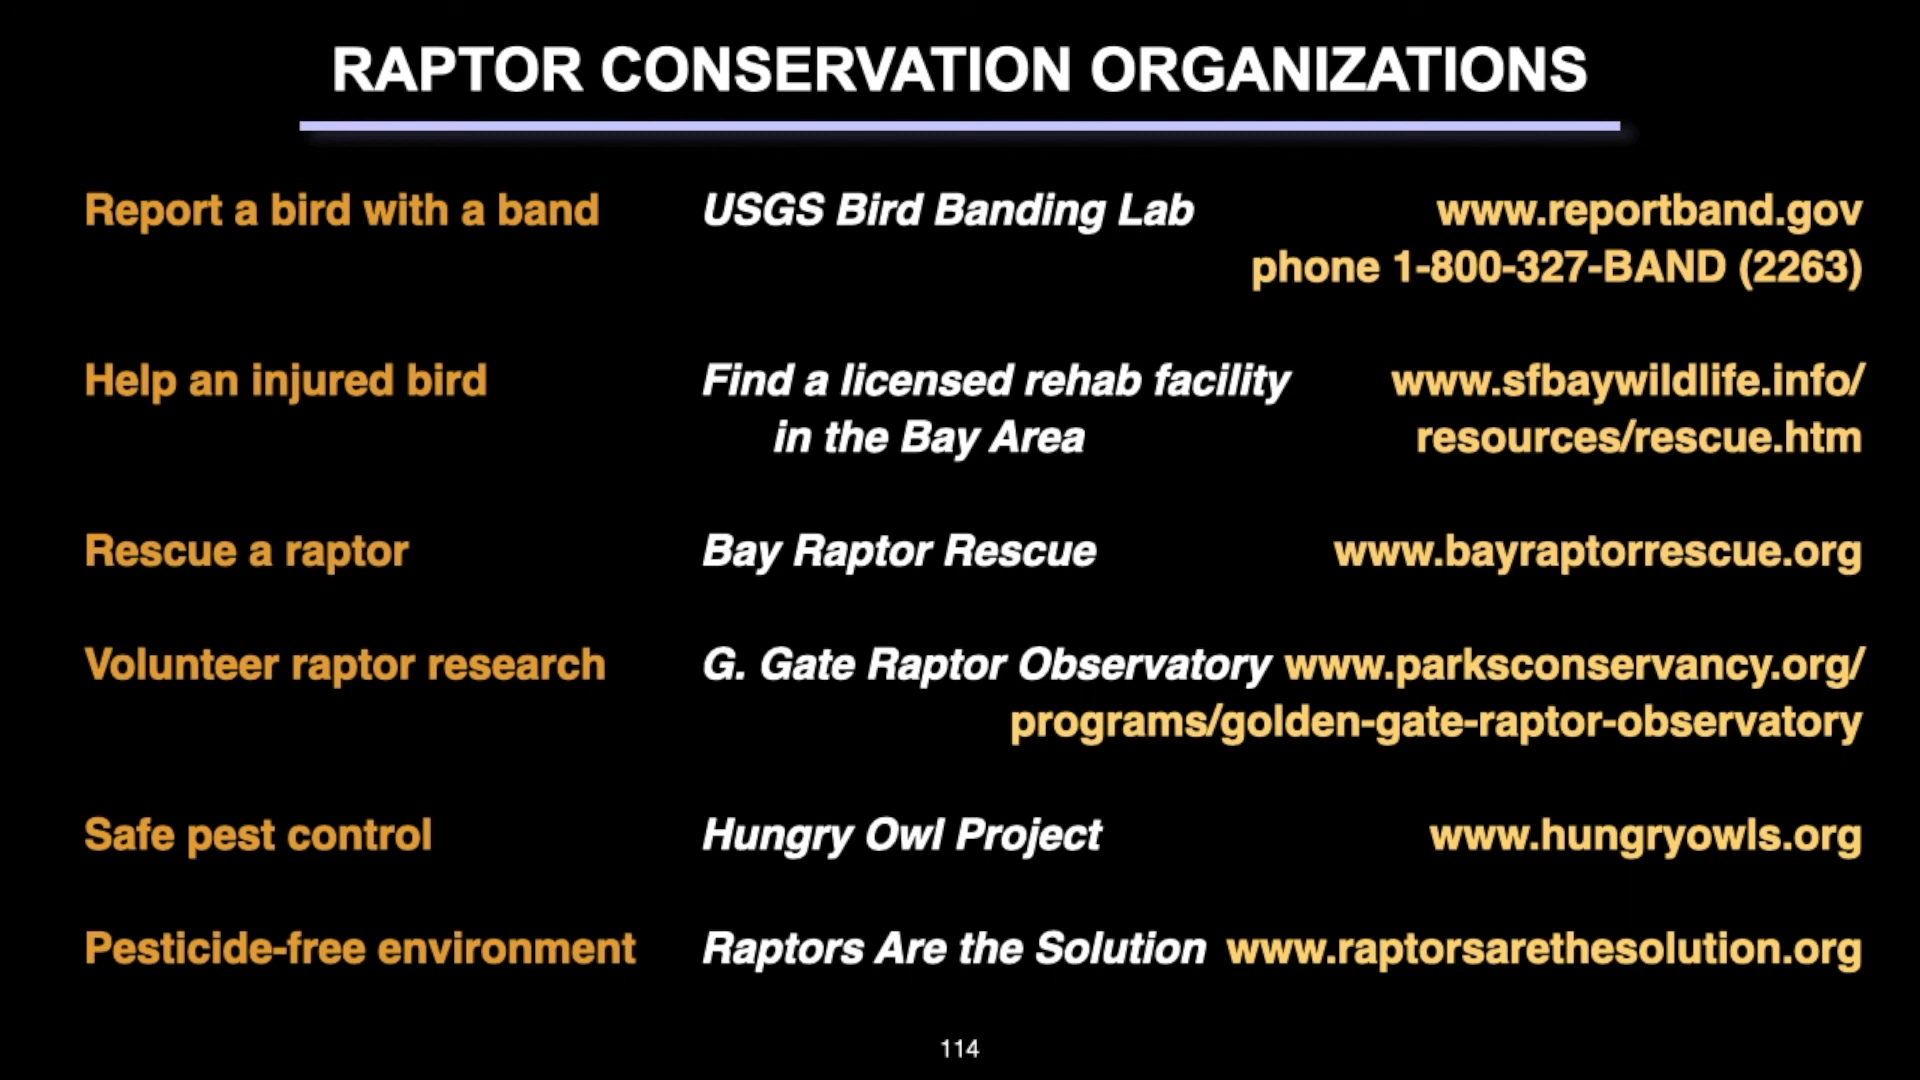 RAPTOR CONSERVATION ORGANIZATIONS
Report a bird with a band USGS Bird Banding Lab www.reportband.gov
phone 1-800-327-BAND (2263)
Help an injured bird Find a licensed rehab facility www.sfbaywildlife.info/
in the Bay Area resources/rescue.htm
Rescue a raptor Bay Raptor Rescue www.bayraptorrescue.org
Volunteer raptor research G. Gate Raptor Observatory www.parksconservancy.org/
programs/golden-gate-raptor-observatory
Safe pest control Hungry Owl Project www.hungryowls.org
Pesticide-free environment Raptors Are the Solution www.raptorsarethesolution.org
114